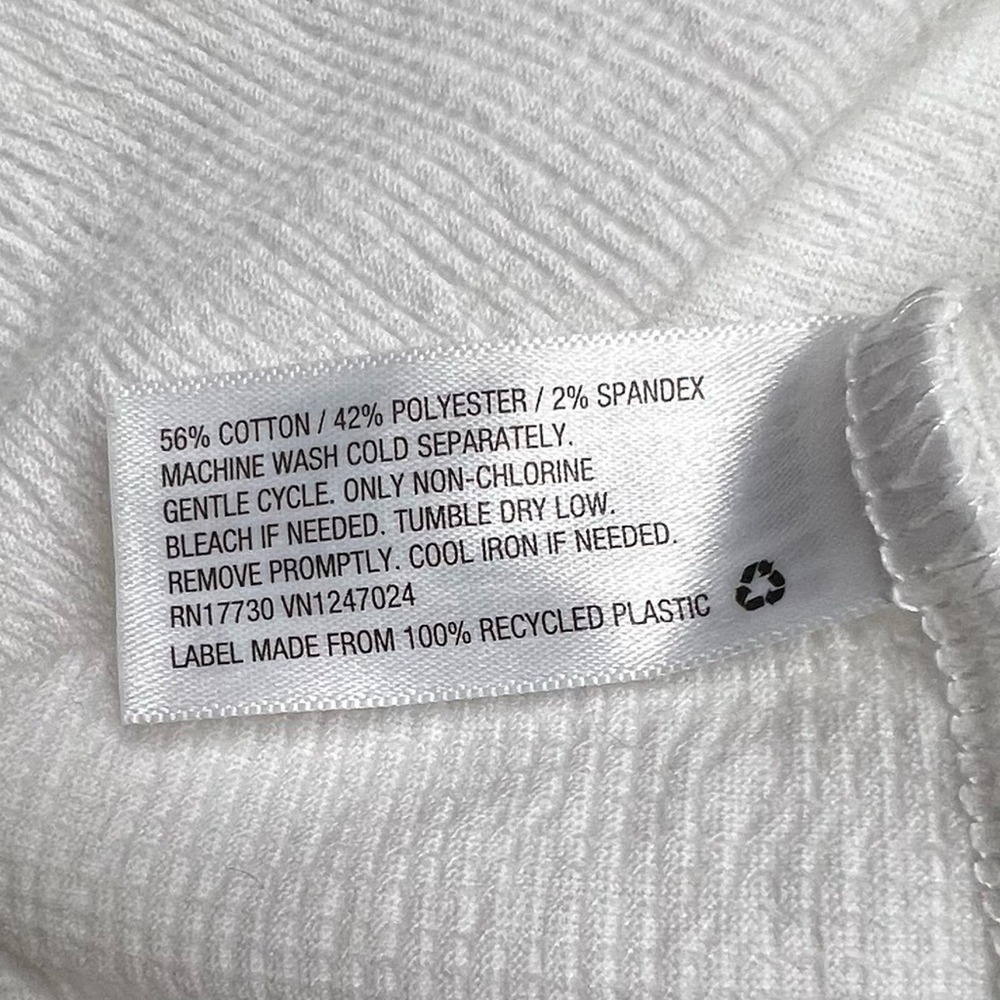 56% COTTON / 42% POLYESTER / 2% SPANDEX
MACHINE WASH COLD SEPARATELY.
GENTLE CYCLE. ONLY NON-CHLORINE
BLEACH IF NEEDED. TUMBLE DRY LOW.
REMOVE PROMPTLY. COOL IRON IF NEEDED.
RN17730 VN1247024
LABEL MADE FROM 100% RECYCLED PLASTIC